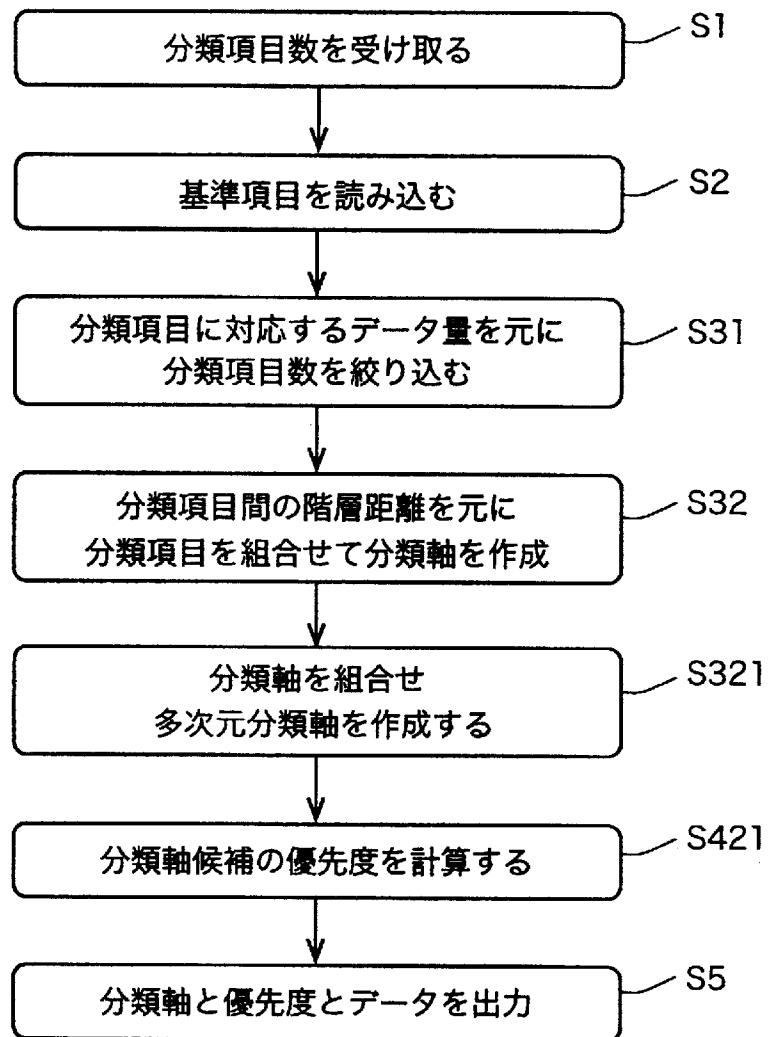 分類項目数を受け取る
S1
基準項目を読み込む
S2
分類項目に対応するデータ量を元に
分類項目数を絞り込む
S31
分類項目間の階層距離を元に
分類項目を組合せて分類軸を作成
S32
分類軸を組合せ
多次元分類軸を作成する
S321
分類軸候補の優先度を計算する
S421
分類軸と優先度とデータを出力
S5